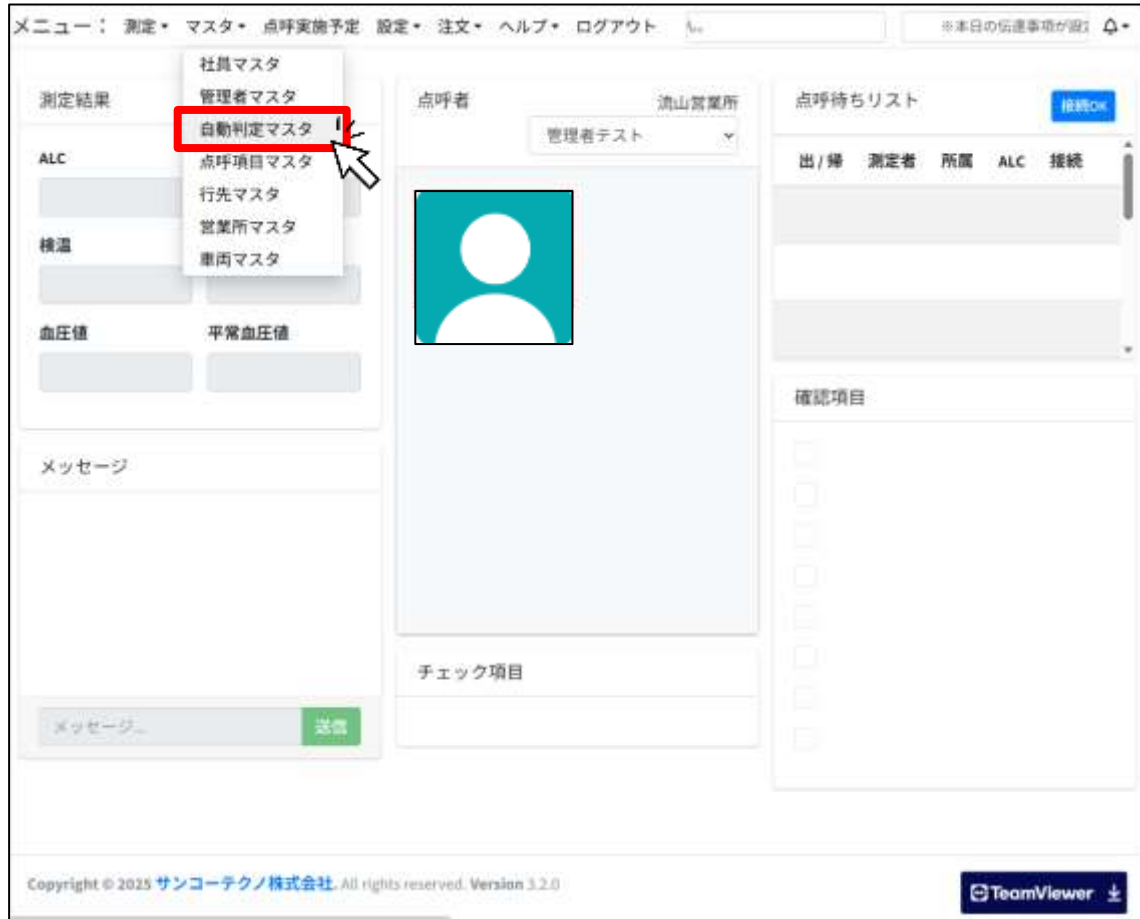 メニュー： 測定 マスタ 点呼実施予定 設定 注文 ヘルプ ログアウト
社員マスタ
管理者マスタ
自動判定マスタ
点呼項目マスタ
行先マスタ
営業所マスタ
車両マスタ
測定結果
ALC
検温
血圧値 平常血圧値
メッセージ
メッセージ...
送信
点呼者 流山営業所
管理者テスト
チェック項目
点呼待ちリスト 接続OK
出 / 帰 測定者 所属 ALC 接続
確認項目
Copyright © 2025 サンコーテクノ株式会社. All rights reserved. Version 3.2.0
TeamViewer